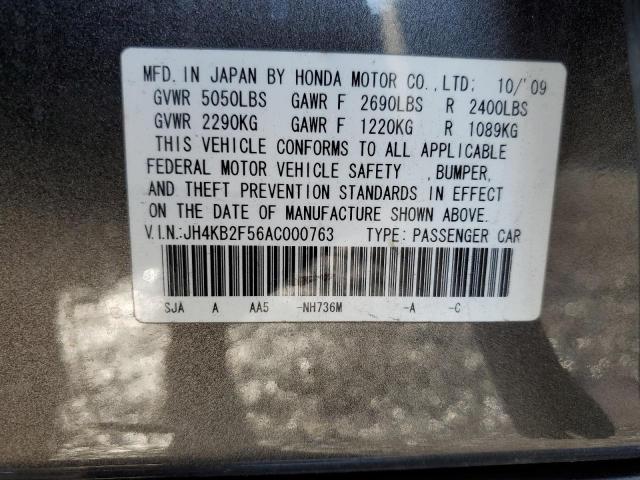 MFD. IN JAPAN BY HONDA MOTOR CO.,LTD; 10/'09
GVWR 5050LBS GAWR F 2690LBS R 2400LBS
GVWR 2290KG GAWR F 1220KG R 1089KG
THIS VEHICLE CONFORMS TO ALL APPLICABLE
FEDERAL MOTOR VEHICLE SAFETY ,BUMPER,
AND THEFT PREVENTION STANDARDS IN EFFECT
ON THE DATE OF MANUFACTURE SHOWN ABOVE.
V.I.N.:JH4KB2F56AC000763 TYPE: PASSENGER CAR
SJA A AA5 -NH736M -A -C